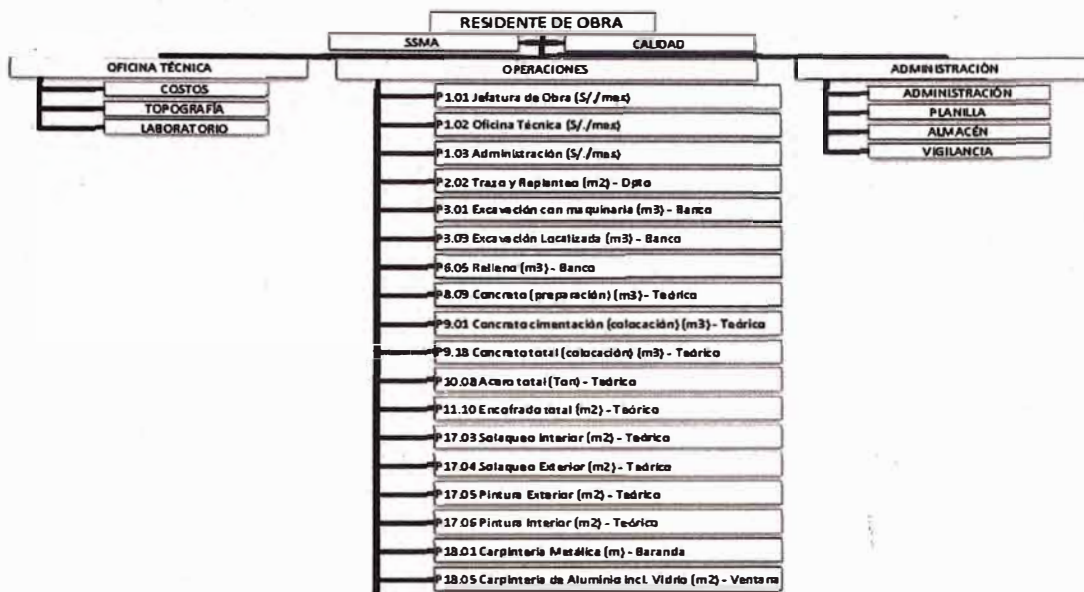 RESIDENTE DE OBRA
SSMA
CALIDAD
OFICINA TÉCNICA
COSTOS
TOPOGRAFÍA
LABORATORIO
OPERACIONES
P1.01 Jefatura de Obra (S/./mes)
P1.02 Oficina Técnica (S/./mes)
P1.03 Administración (S/./mes)
P2.02 Trazo y Replanteo (m2) - Dpto
P3.01 Excavación con maquinaria (m3) - Banco
P3.03 Excavación Localizada (m3) - Banco
P6.05 Relleno (m3) - Banco
P8.09 Concreto (preparación) (m3) - Teórico
P9.01 Concreto cimentación (colocación) (m3) - Teórico
P9.18 Concreto total (colocación) (m3) - Teórico
P10.08 Acero total (Ton) - Teórico
P11.10 Encofrado total (m2) - Teórico
P17.03 Solaqueo Interior (m2) - Teórico
P17.04 Solaqueo Exterior (m2) - Teórico
P17.05 Pintura Exterior (m2) - Teórico
P17.06 Pintura Interior (m2) - Teórico
P18.01 Carpintería Metálica (m) - Baranda
P18.05 Carpintería de Aluminio incl. Vidrio (m2) - Ventana
ADMINISTRACIÓN
ADMINISTRACIÓN
PLANILLA
ALMACÉN
VIGILANCIA